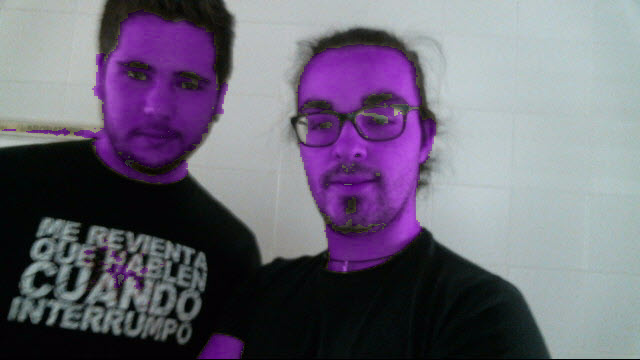 ME REVIENTA
QUE HABLEN
CUANDO
INTERRUMPO